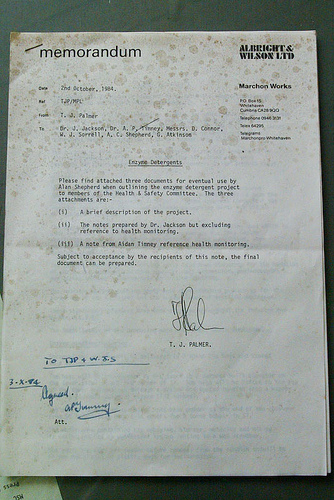 memorandum
ALBRIGHT &
WILSON LTD
Marchon Works
P.O. Box 15
Whitehaven
Cumbria CA28 9QQ
Telephone 0946 3131
Telex 64295
Telegrams
Marchonpro Whitehaven
Date 2nd October, 1984.
Ref TJP/MPL
From T. J. Palmer
To Dr. J. Jackson, Dr. A. P. Tinney, Messrs. D. Connor,
W. J. Sorrell, A. C. Shepherd, G. Atkinson
Enzyme Detergents
Please find attached three documents for eventual use by
Alan Shepherd when outlining the enzyme detergent project
to members of the Health & Safety Committee. The three
attachments are:-
(i) A brief description of the project.
(ii) The notes prepared by Dr. Jackson but excluding
reference to health monitoring.
(iii) A note from Aidan Tinney reference health monitoring.
Subject to acceptance by the recipients of this note, the final
document can be prepared.
T. J. PALMER.
TO TJP & WJS
3-X-84
Agreed.
AP Tinney
Att.